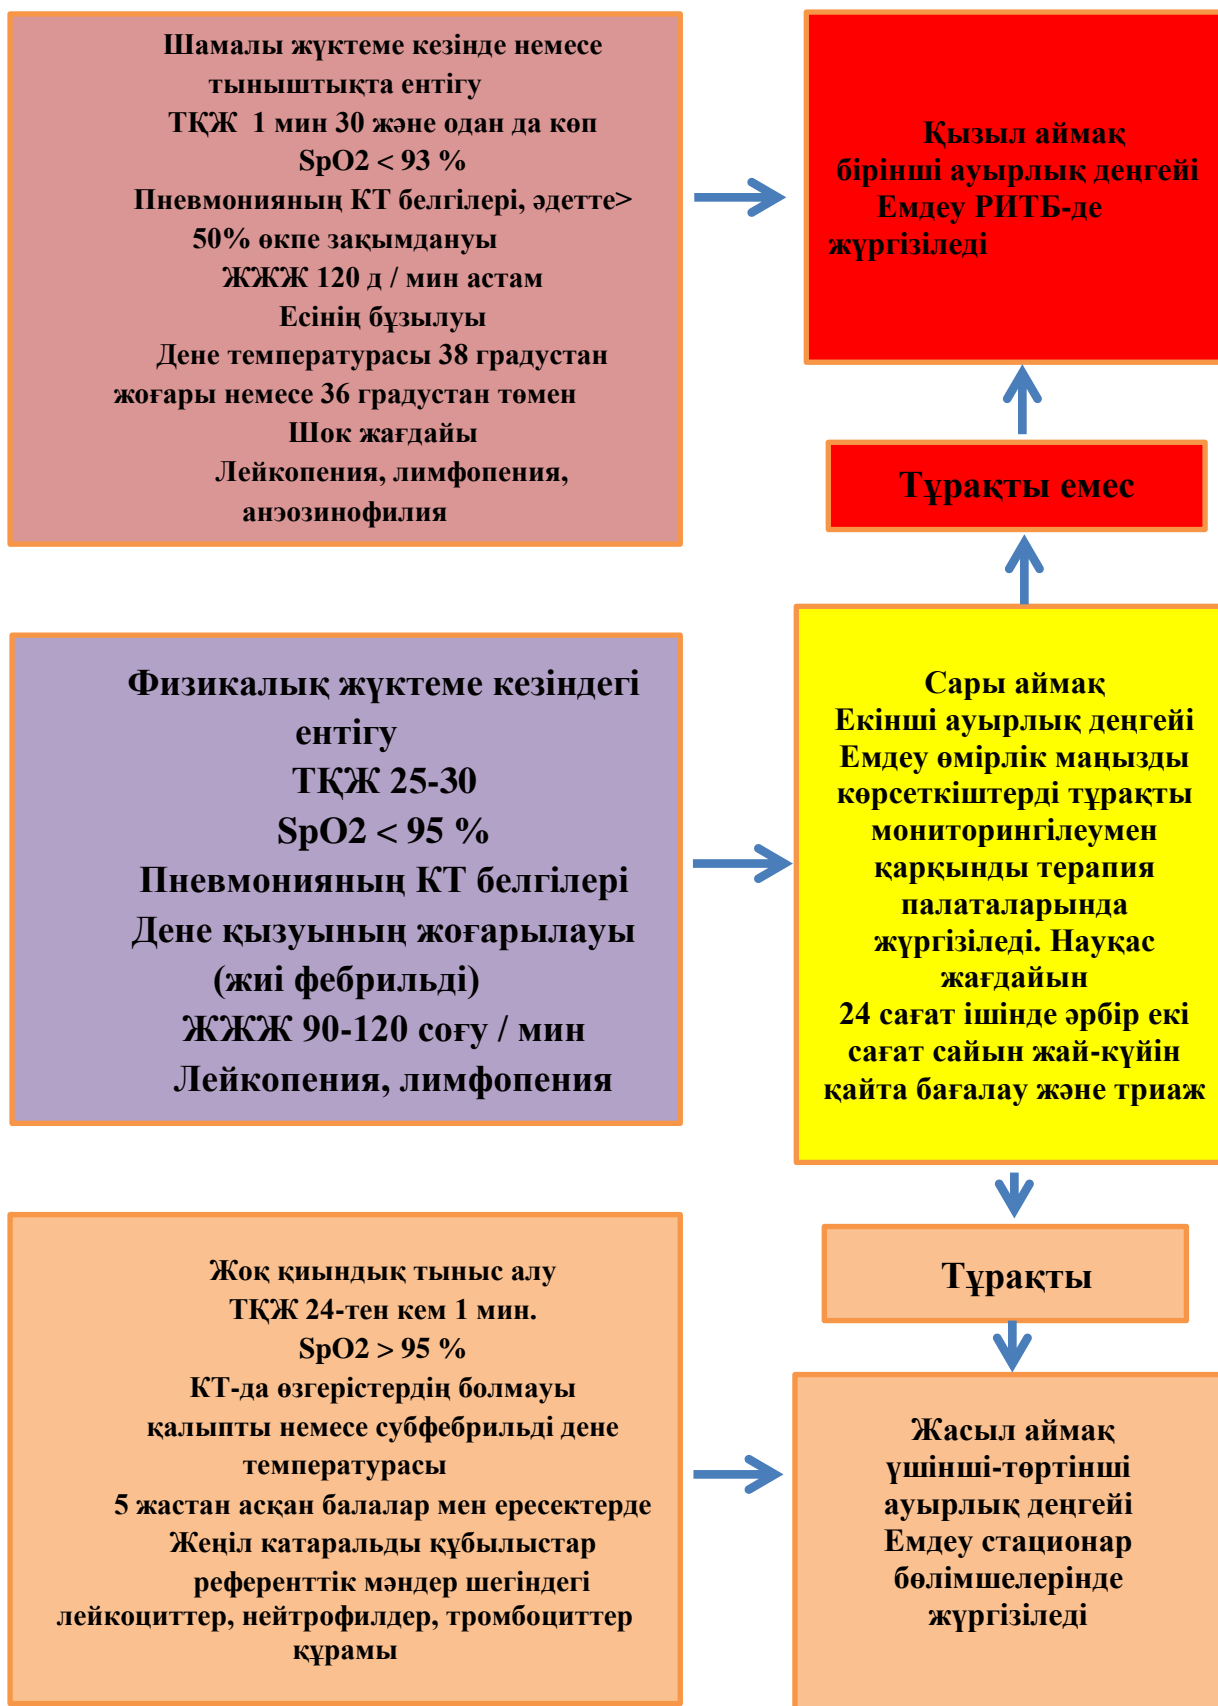 Шамалы жүктеме кезінде немесе
тыныштықта ентігу
ТҚЖ 1 мин 30 және одан да көп
SpO2 < 93 %
Пневмонияның КТ белгілері, әдетте>
50% өкпе зақымдануы
ЖЖЖ 120 д / мин астам
Есінің бұзылуы
Дене температурасы 38 градустан
жоғары немесе 36 градустан төмен
Шок жағдайы
Лейкопения, лимфопения,
анэозинофилия
Қызыл аймақ
бірінші ауырлық деңгейі
Емдеу РИТБ-де
жүргізіледі
Тұрақты емес
Физикалық жүктеме кезіндегі
ентігу
ТҚЖ 25-30
SpO2 < 95 %
Пневмонияның КТ белгілері
Дене қызуының жоғарылауы
(жиі фебрильді)
ЖЖЖ 90-120 соғу / мин
Лейкопения, лимфопения
Сары аймақ
Екінші ауырлық деңгейі
Емдеу өмірлік маңызды
көрсеткіштерді тұрақты
мониторингілеумен
қарқынды терапия
палаталарында
жүргізіледі. Науқас
жағдайын
24 сағат ішінде әрбір екі
сағат сайын жай-күйін
қайта бағалау және триаж
Тұрақты
Жоқ қиындық тыныс алу
ТҚЖ 24-тен кем 1 мин.
SpO2 > 95 %
КТ-да өзгерістердің болмауы
қалыпты немесе субфебрильді дене
температурасы
5 жастан асқан балалар мен ересектерде
Жеңіл катаральды құбылыстар
референттік мәндер шегіндегі
лейкоциттер, нейтрофилдер, тромбоциттер
құрамы
Жасыл аймақ
үшінші-төртінші
ауырлық деңгейі
Емдеу стационар
бөлімшелерінде
жүргізіледі